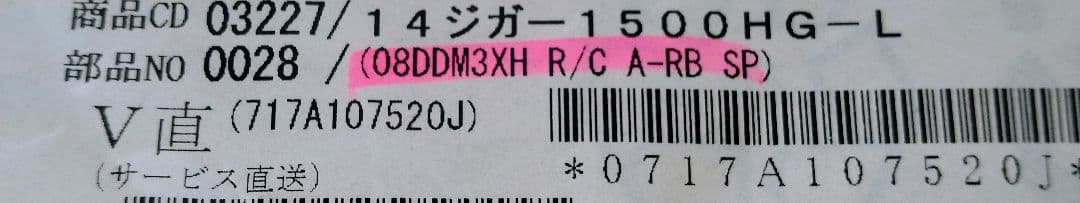 商品CD 03227/14ジガー1500HG-L
部品NO 0028 /(08DDM3XH R/C A-RB SP)
V直(717A107520J)
(サービス直送)
*0717A107520J*